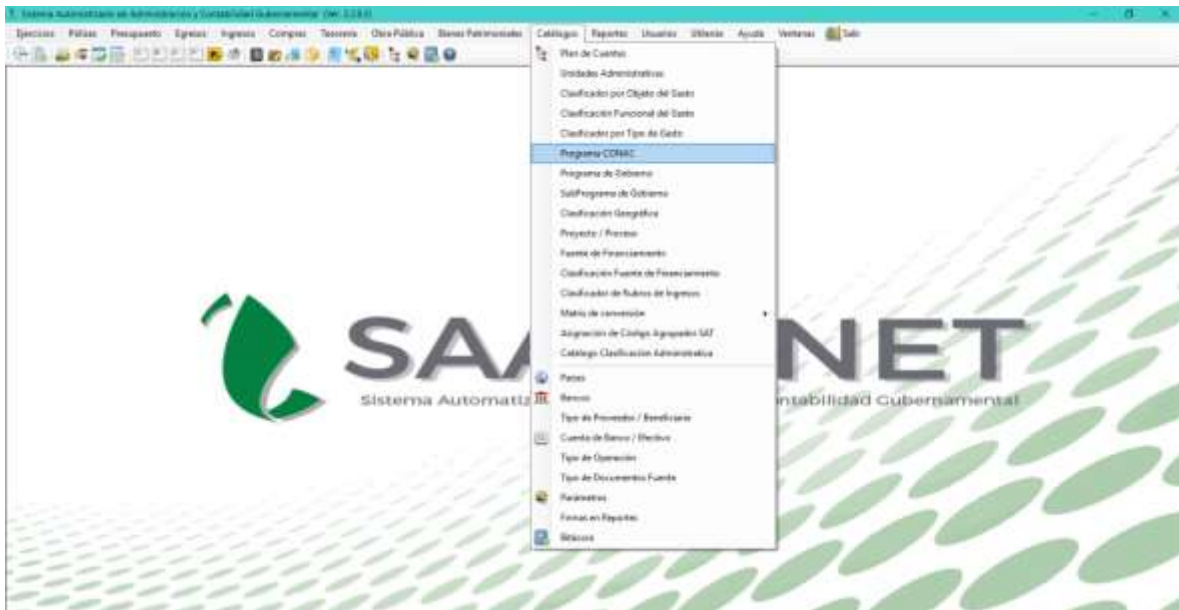 Sistema Automatizado de Administración y Contabilidad Gubernamental (Ver.
Ejercicios Pólizas Presupuesto Egresos Ingresos Compras Tesorería Obra Pública Bienes Patrimoniales Catálogos Reportes Usuarios Utilerías Ayuda Ventanas Salir
Plan de Cuentas
Unidades Administrativas
Clasificador por Objeto del Gasto
Clasificación Funcional del Gasto
Clasificador por Tipo de Gasto
Programa CONAC
Programa de Gobierno
SubPrograma de Gobierno
Clasificación Geográfica
Proyecto / Proceso
Fuente de Financiamiento
Clasificación Fuente de Financiamiento
Clasificador de Rubros de Ingresos
Matriz de conversión
Asignación de Código Agrupador SAT
Catálogo Clasificación Administrativa
Países
Bancos
Tipo de Proveedor / Beneficiario
Cuenta de Banco / Efectivo
Tipo de Operación
Tipo de Documentos Fuente
Parámetros
Firmas en Reportes
Bitácora
SAA NET
Sistema Automatiz ntabilidad Gubernamental